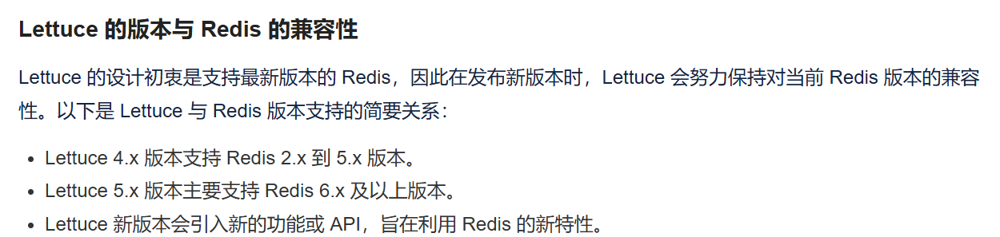 Lettuce 的版本与 Redis 的兼容性
Lettuce 的设计初衷是支持最新版本的 Redis，因此在发布新版本时，Lettuce 会努力保持对当前 Redis 版本的兼容
性。以下是 Lettuce 与 Redis 版本支持的简要关系：
• Lettuce 4.x 版本支持 Redis 2.x 到 5.x 版本。
• Lettuce 5.x 版本主要支持 Redis 6.x 及以上版本。
• Lettuce 新版本会引入新的功能或 API，旨在利用 Redis 的新特性。